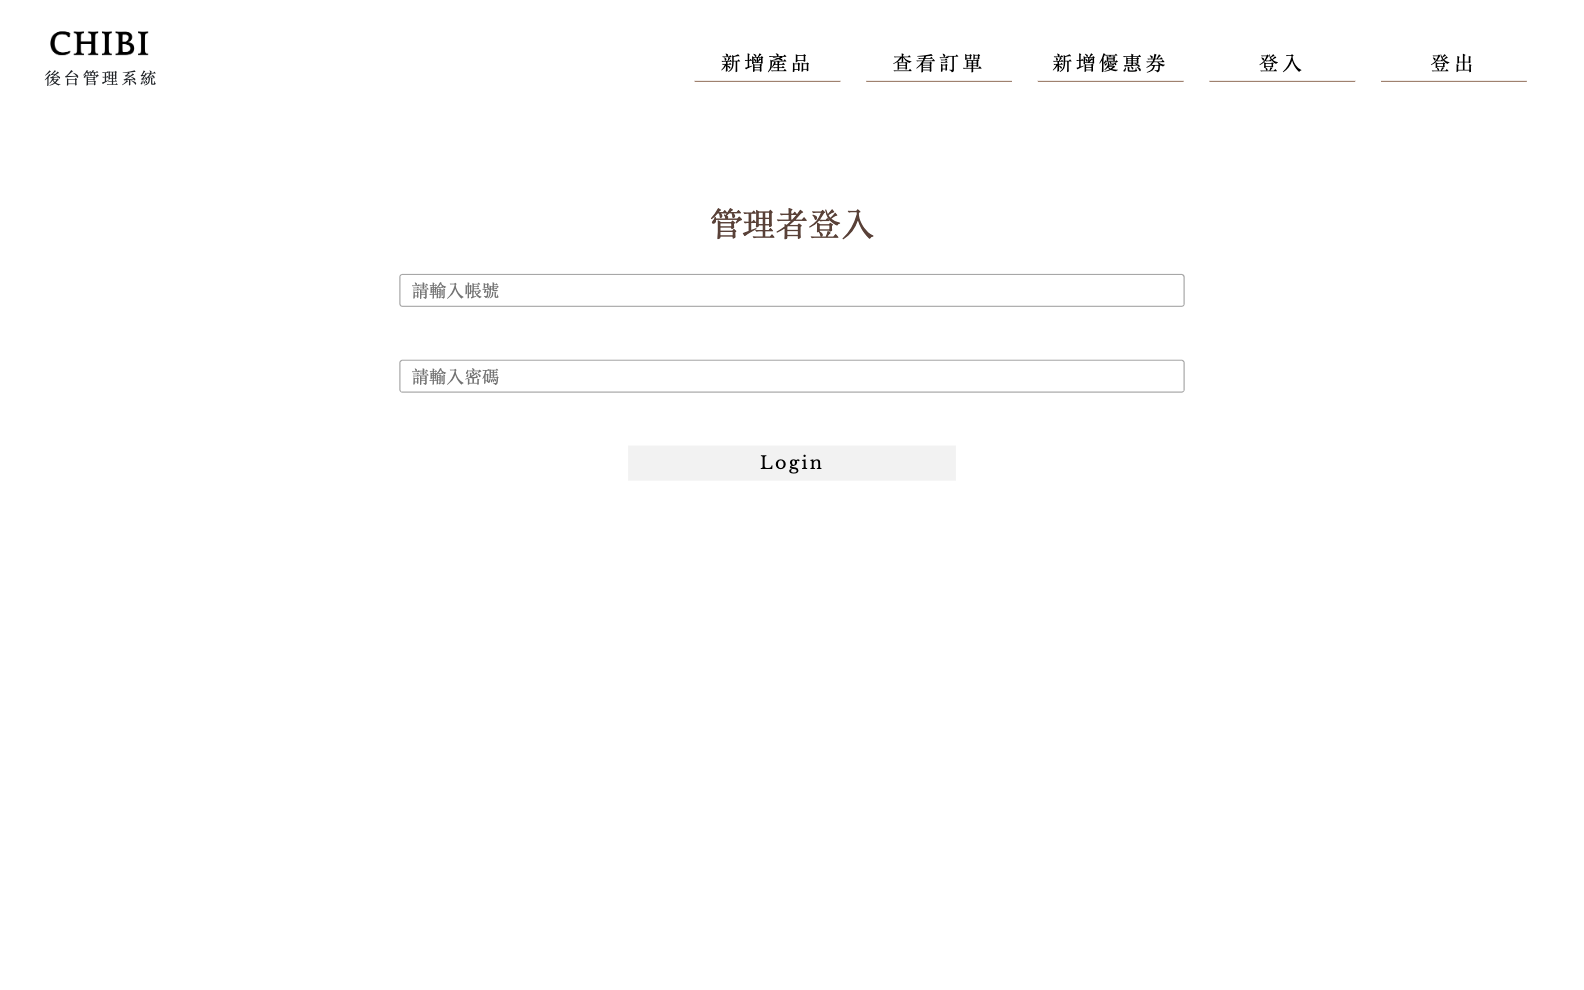 CHIBI
後台管理系統
新增產品
查看訂單
新增優惠券
登入
登出
管理者登入
請輸入帳號
請輸入密碼
Login